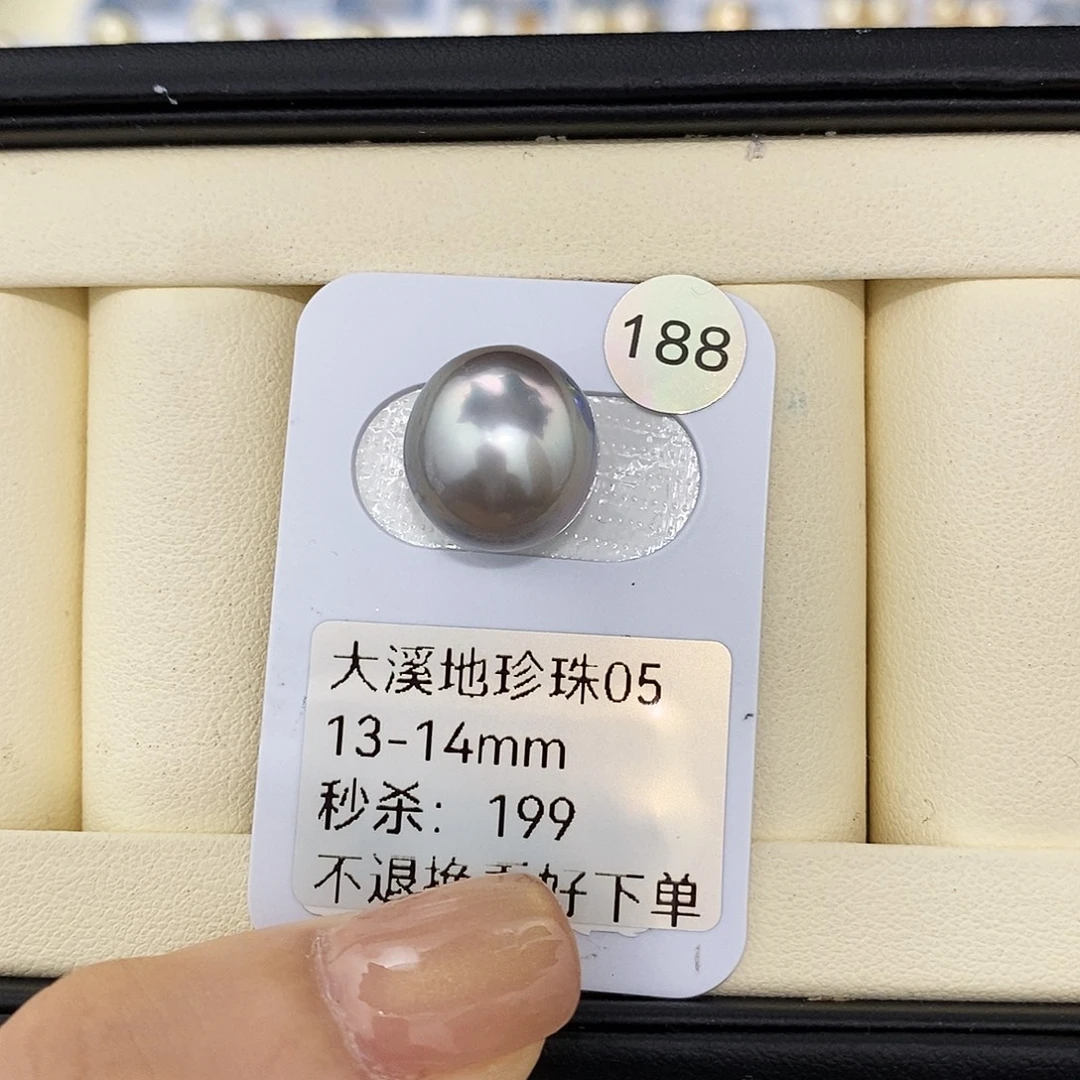 188
大溪地珍珠05
13-14mm
秒杀：199
不退换 好下单